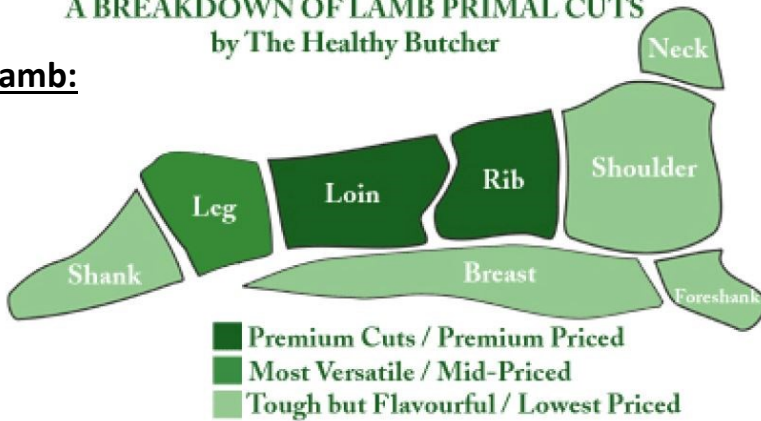 A BREAKDOWN OF LAMB PRIMAL CUTS
by The Healthy Butcher
amb:
Neck
Shoulder
Rib
Loin
Leg
Shank
Breast
Foreshank
Premium Cuts / Premium Priced
Most Versatile / Mid-Priced
Tough but Flavourful / Lowest Priced